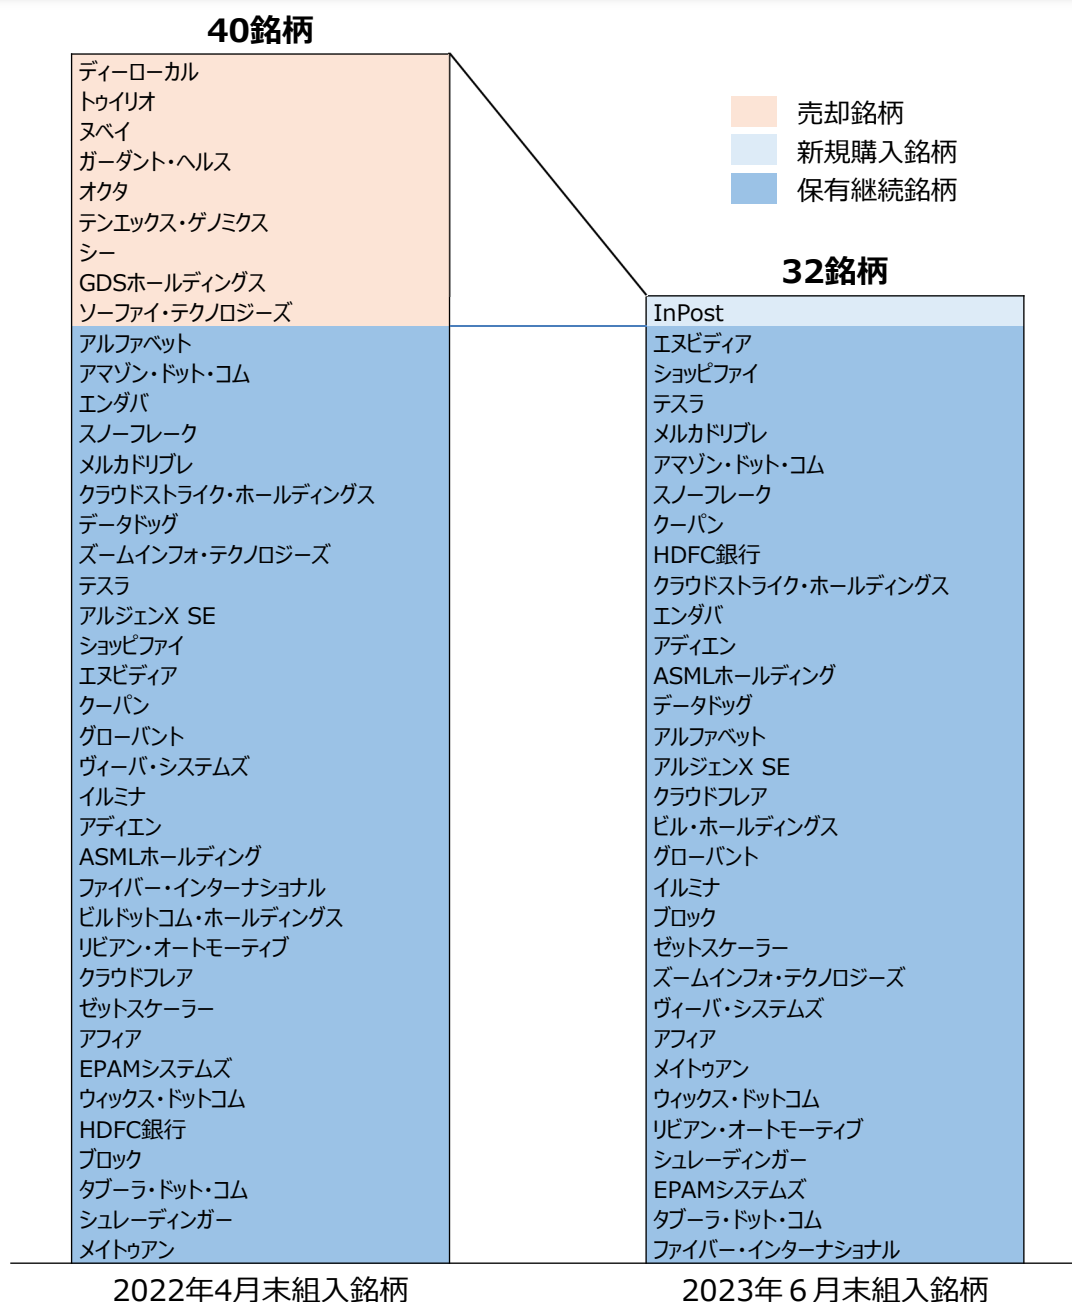 40銘柄
ディーローカル
トゥイリオ
ヌベイ
ガーダント・ヘルス
オクタ
テンエックス・ゲノミクス
シー
GDSホールディングス
ソーファイ・テクノロジーズ
アルファベット
アマゾン・ドット・コム
エンダバ
スノーフレーク
メルカドリブレ
クラウドストライク・ホールディングス
データドッグ
ズームインフォ・テクノロジーズ
テスラ
アルジェンX SE
ショッピファイ
エヌビディア
クーパン
グローバント
ヴィーバ・システムズ
イルミナ
アディエン
ASMLホールディング
ファイバー・インターナショナル
ビルドットコム・ホールディングス
リビアン・オートモーティブ
クラウドフレア
ゼットスケーラー
アフィア
EPAMシステムズ
ウィックス・ドットコム
HDFC銀行
ブロック
タブーラ・ドット・コム
シュレーディンガー
メイトゥアン
2022年4月末組入銘柄
売却銘柄
新規購入銘柄
保有継続銘柄
32銘柄
InPost
エヌビディア
ショッピファイ
テスラ
メルカドリブレ
アマゾン・ドット・コム
スノーフレーク
クーパン
HDFC銀行
クラウドストライク・ホールディングス
エンダバ
アディエン
ASMLホールディング
データドッグ
アルファベット
アルジェンX SE
クラウドフレア
ビル・ホールディングス
グローバント
イルミナ
ブロック
ゼットスケーラー
ズームインフォ・テクノロジーズ
ヴィーバ・システムズ
アフィア
メイトゥアン
ウィックス・ドットコム
リビアン・オートモーティブ
シュレーディンガー
EPAMシステムズ
タブーラ・ドット・コム
ファイバー・インターナショナル
2023年６月末組入銘柄